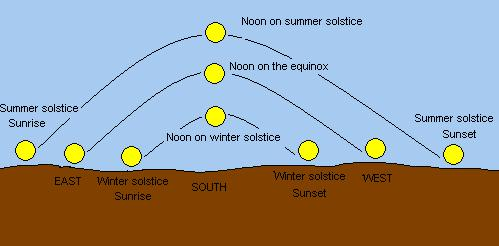 Noon on summer solstice
Noon on the equinox
Summer solstice
Sunrise
Noon on winter solstice
Summer solstice
Sunset
EAST
Winter solstice
Sunrise
SOUTH
Winter solstice
Sunset
WEST